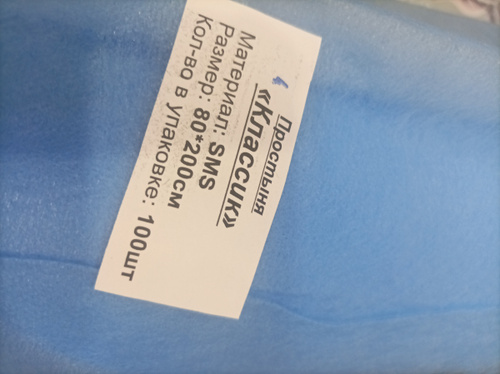 Простыня
«Классик»
Материал: SMS
Размер: 80*200см
Кол-во в упаковке: 100шт